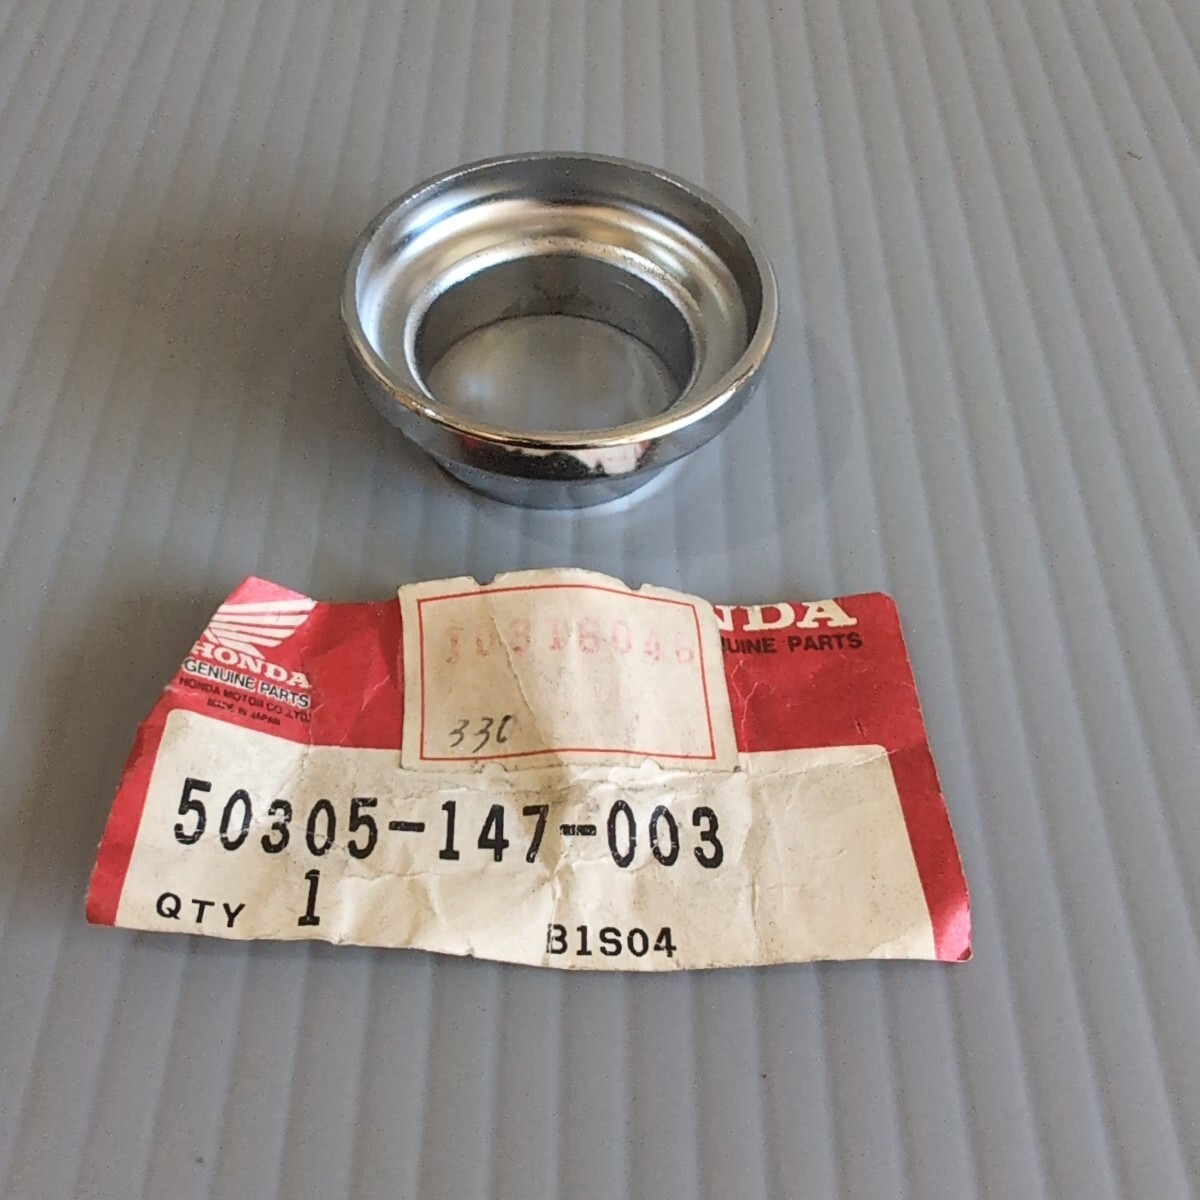 HONDA
GENUINE PARTS
HONDA MOTOR CO.,LTD.
MADE IN JAPAN
NDA
UINE PARTS
336
50305-147-003
QTY 1
B1S04